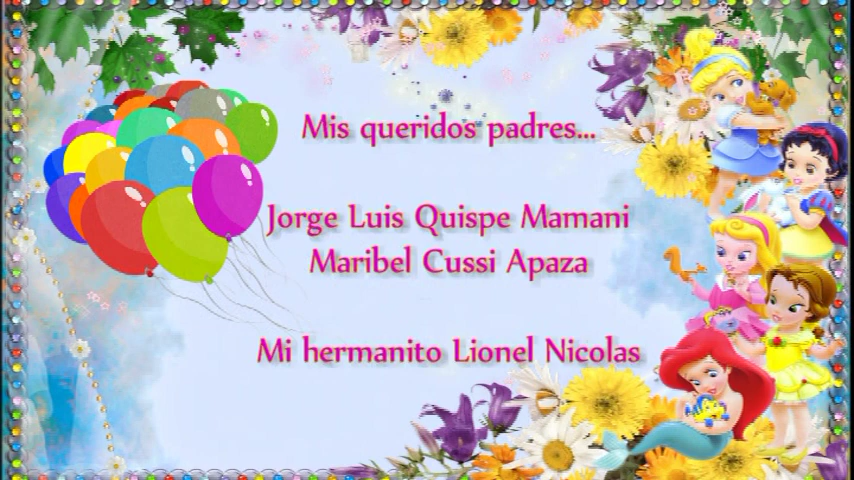 Mis queridos padres...
Jorge Luis Quispe Mamani
Maribel Cussi Apaza
Mi hermanito Lionel Nicolas